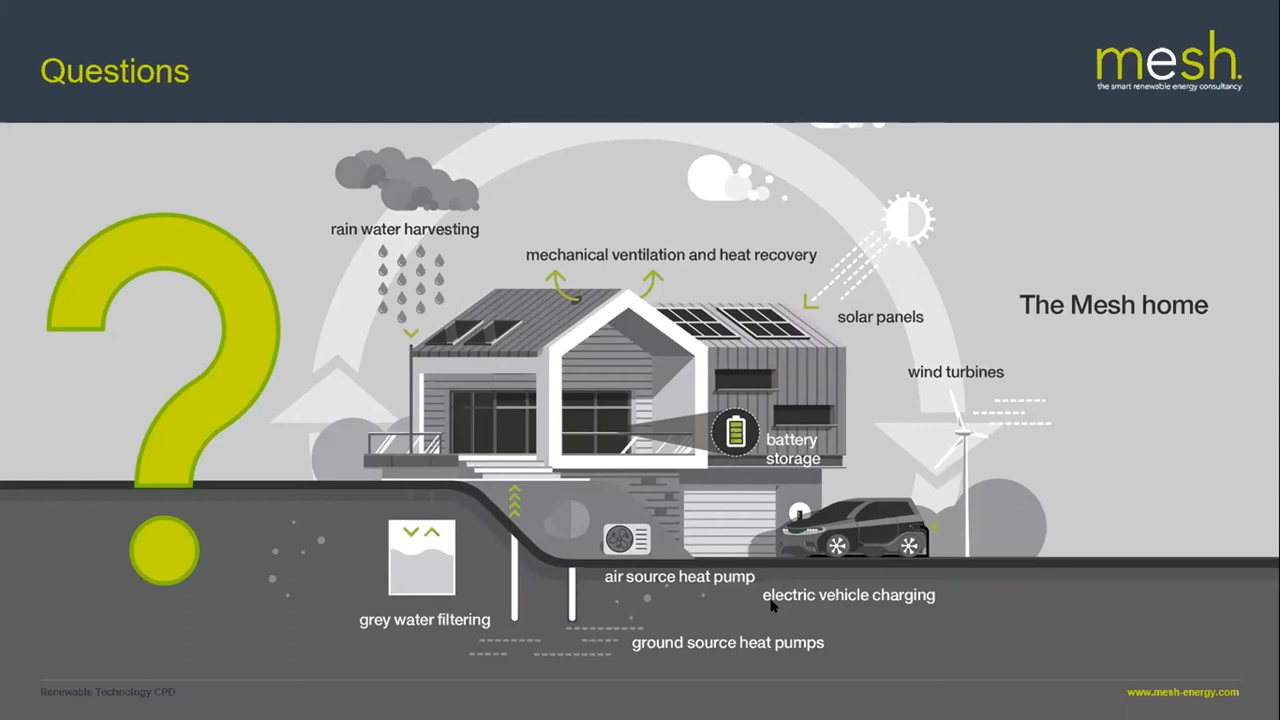 Questions
mesh.
the smart renewable energy consultancy
rain water harvesting
mechanical ventilation and heat recovery
solar panels
The Mesh home
wind turbines
battery
storage
air source heat pump
electric vehicle charging
grey water filtering
ground source heat pumps
Renewable Technology CPD
www.mesh-energy.com